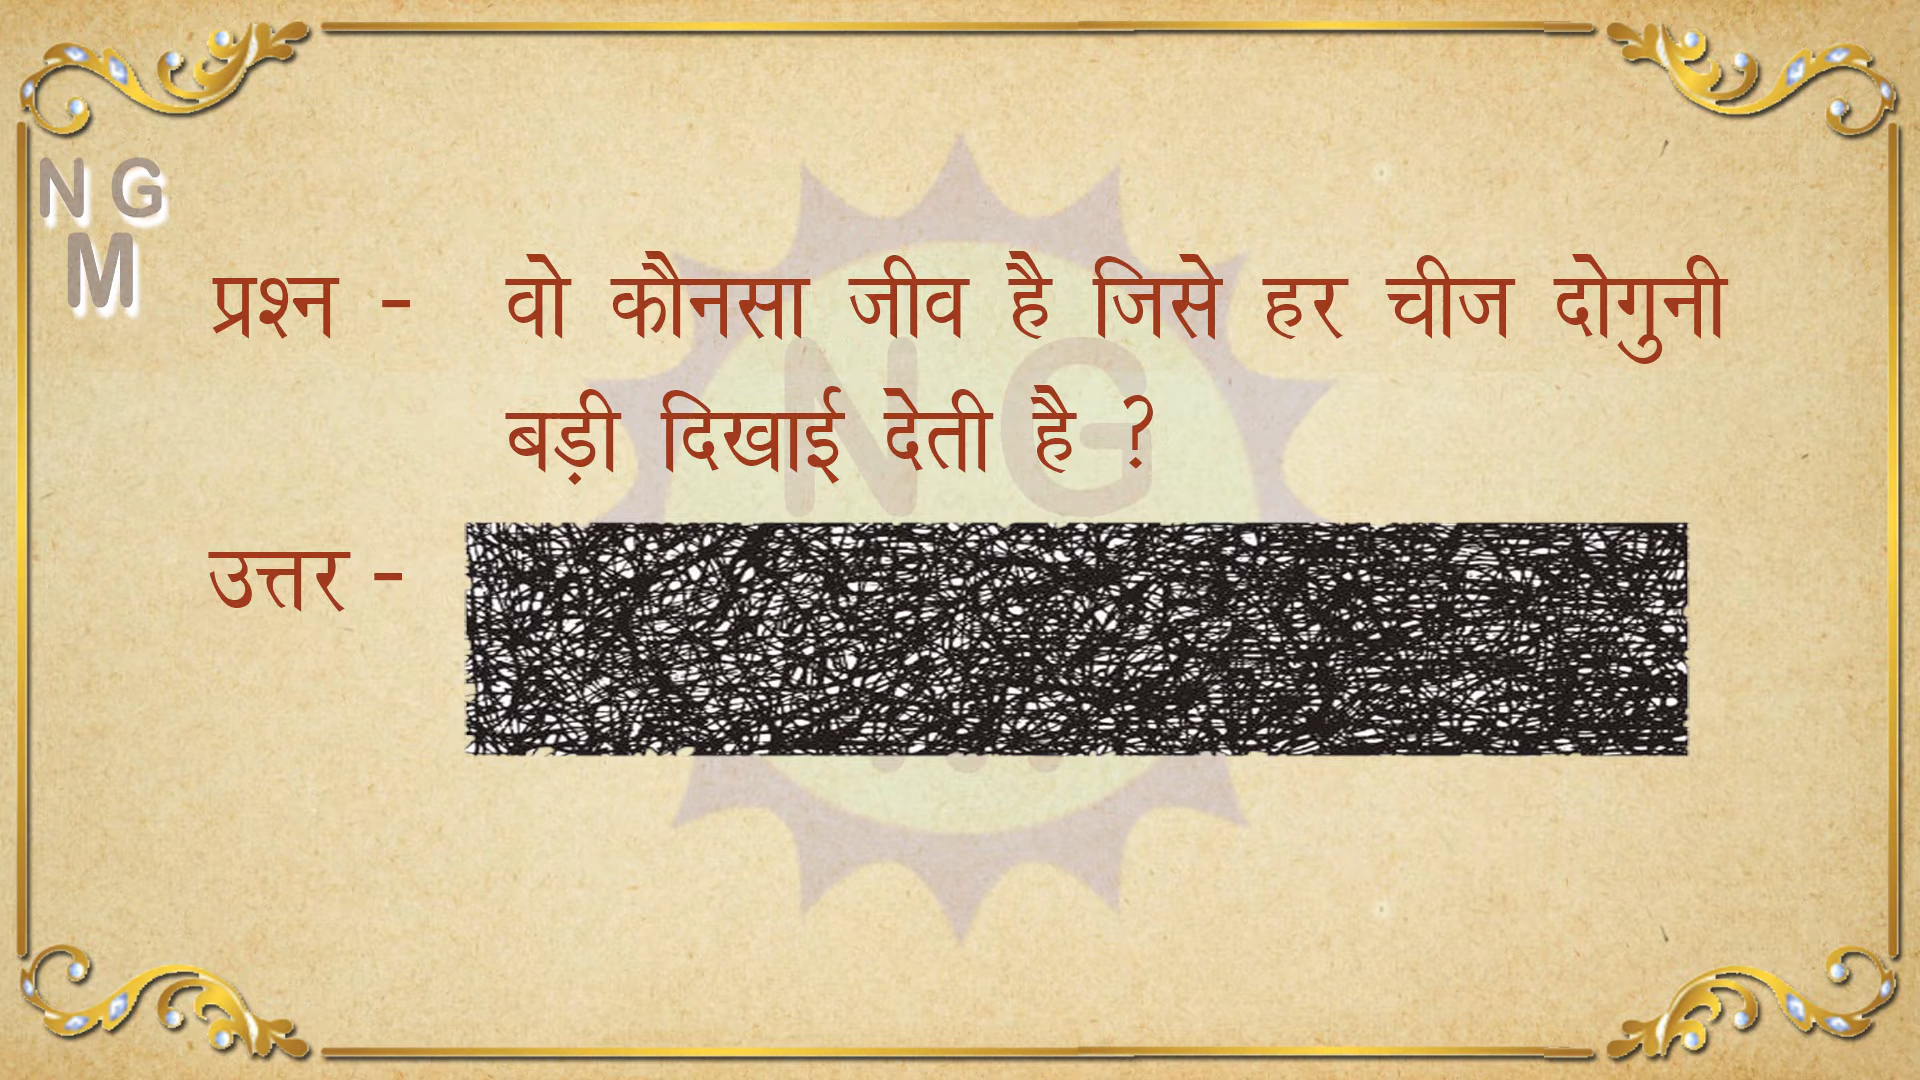 N G
M
प्रश्न - वो कौनसा जीव है जिसे हर चीज दोगुनी
बड़ी दिखाई देती है ?
N G
उत्तर -